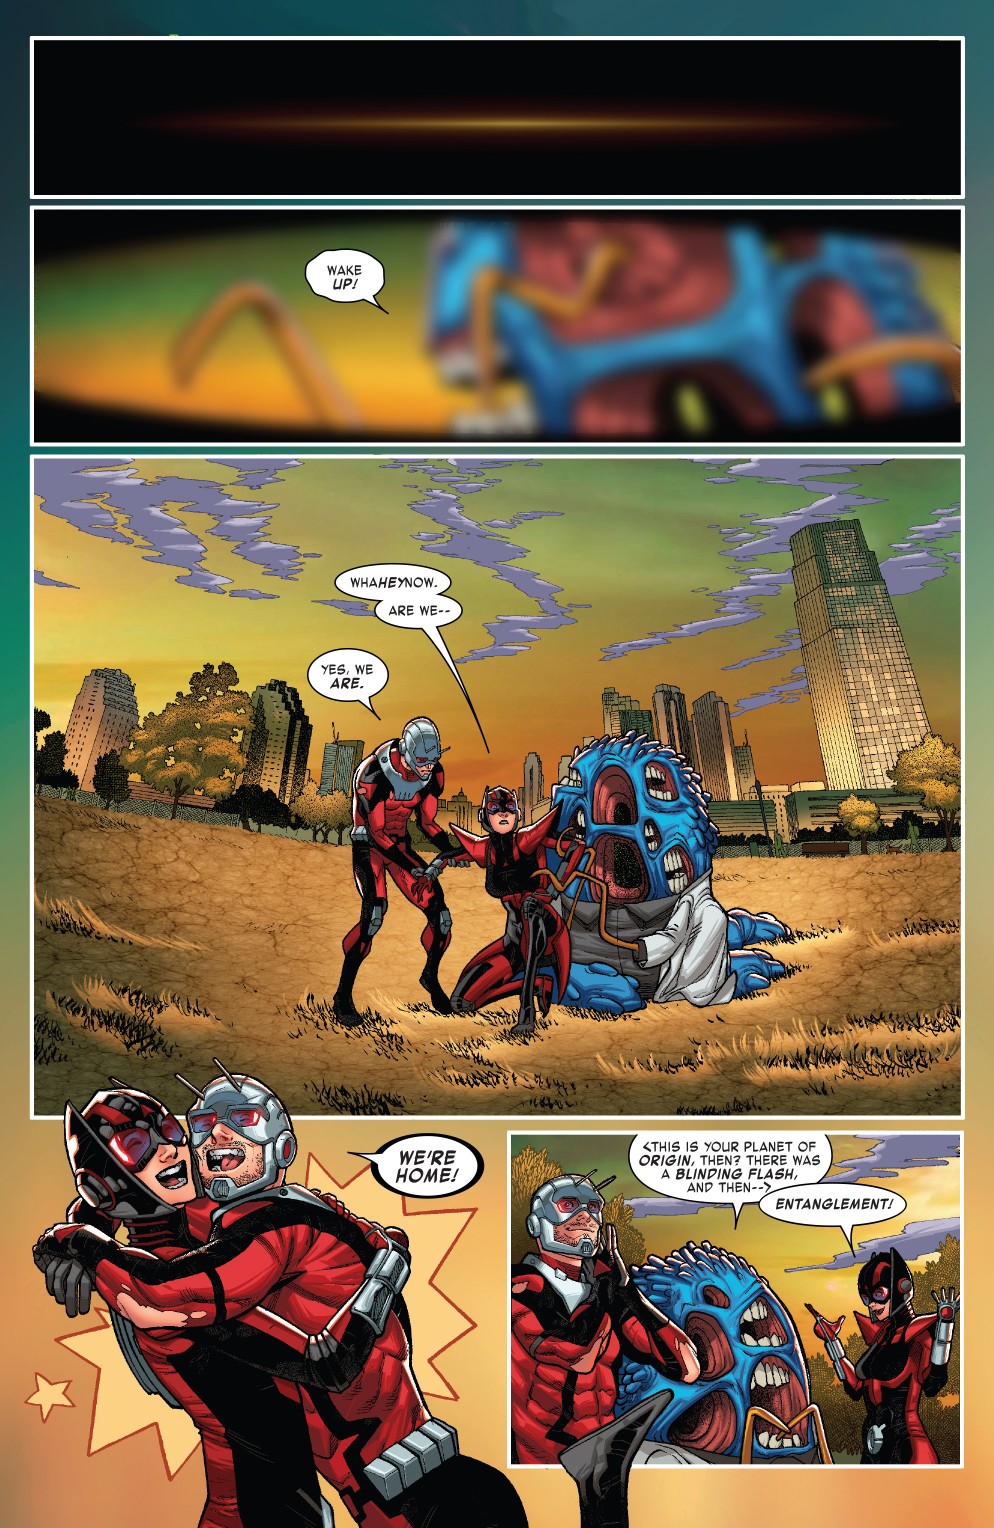 WAKE
UP!
WHAHEYNOW.
ARE WE--
YES, WE
ARE.
WE'RE
HOME!
<THIS IS YOUR PLANET OF
ORIGIN, THEN? THERE WAS
A BLINDING FLASH,
AND THEN-->
ENTANGLEMENT!